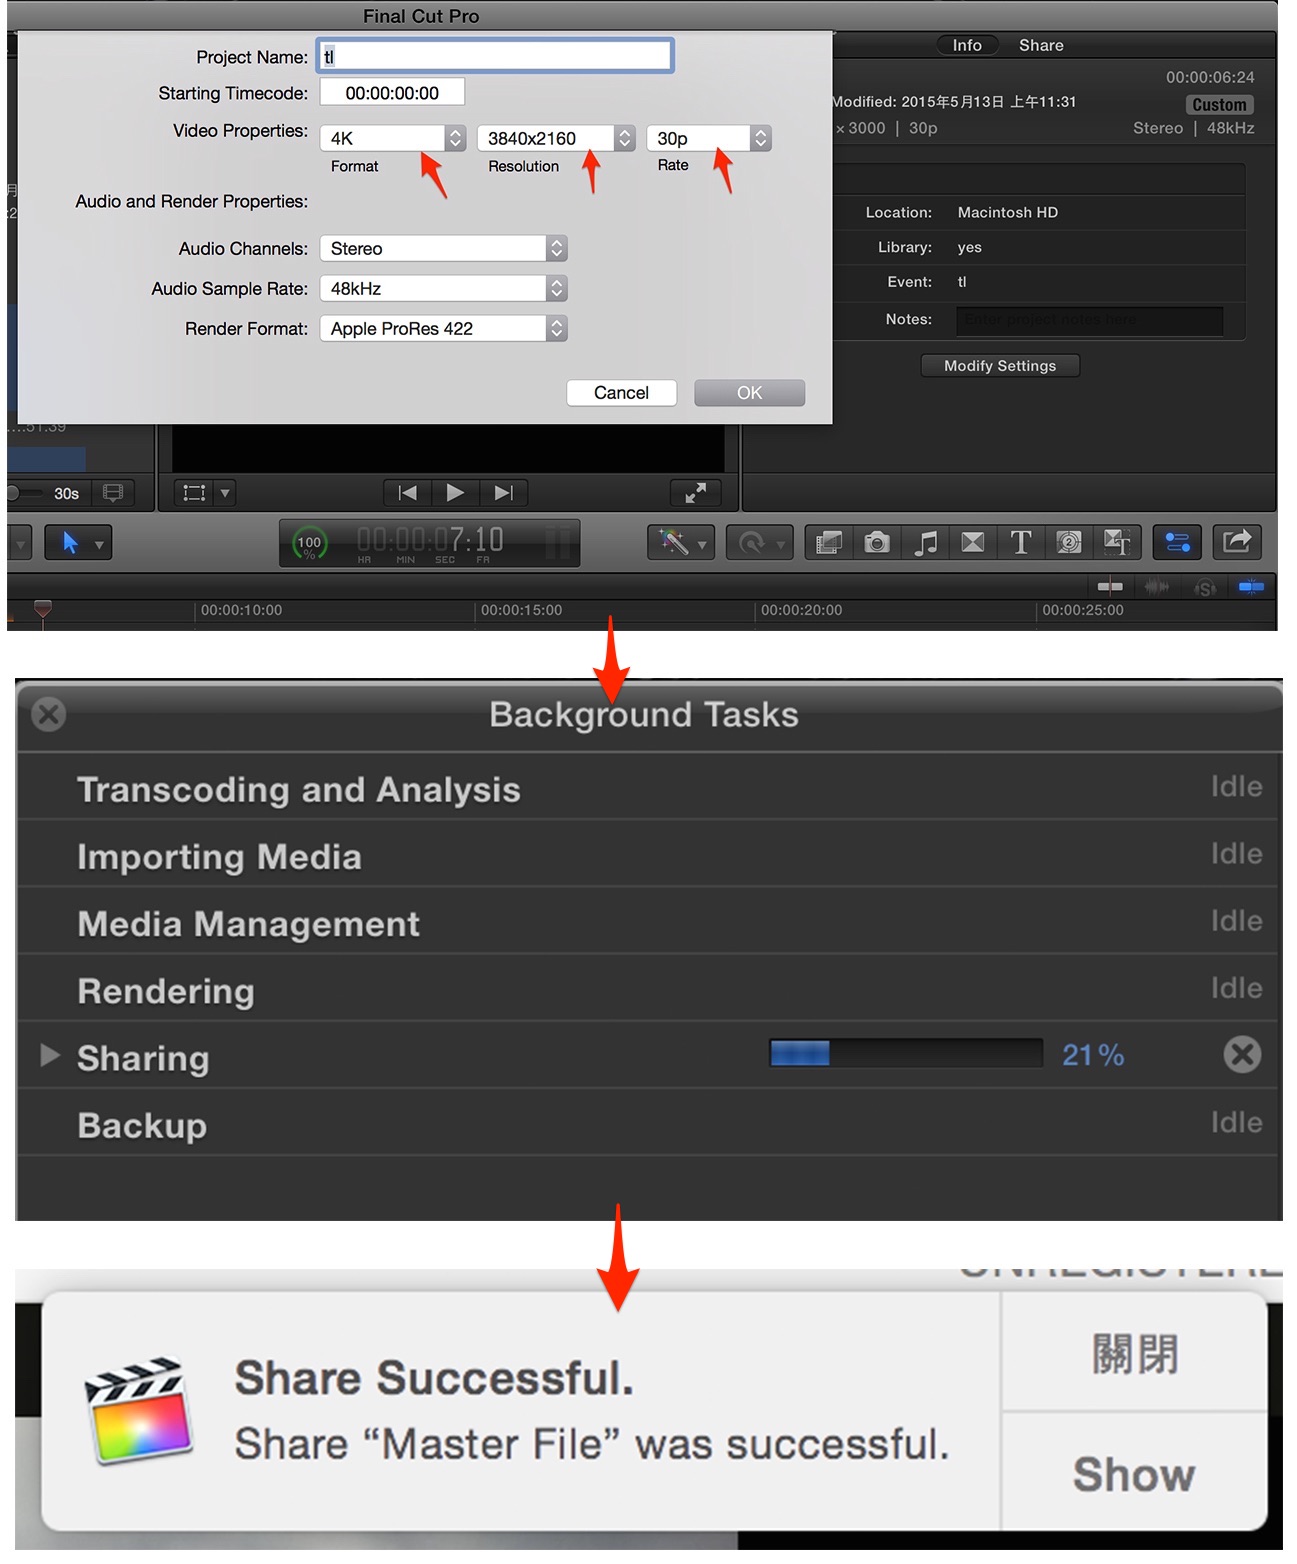 Final Cut Pro
Project Name: tl
Starting Timecode: 00:00:00:00
Video Properties: 4K 3840x2160 30p
Format Resolution Rate
Audio and Render Properties:
Audio Channels: Stereo
Audio Sample Rate: 48kHz
Render Format: Apple ProRes 422
Cancel OK
Info Share
00:00:06:24
Modified: 2015年5月13日 上午11:31
Custom
× 3000 | 30p Stereo | 48kHz
Location: Macintosh HD
Library: yes
Event: tl
Notes: Enter project notes here
Modify Settings
...51:39
30s
100 % 00:00:07:10
HR MIN SEC FR
00:00:10:00 00:00:15:00 00:00:20:00 00:00:25:00
Background Tasks
Transcoding and Analysis Idle
Importing Media Idle
Media Management Idle
Rendering Idle
Sharing 21%
Backup Idle
Share Successful.
Share “Master File” was successful.
關閉
Show